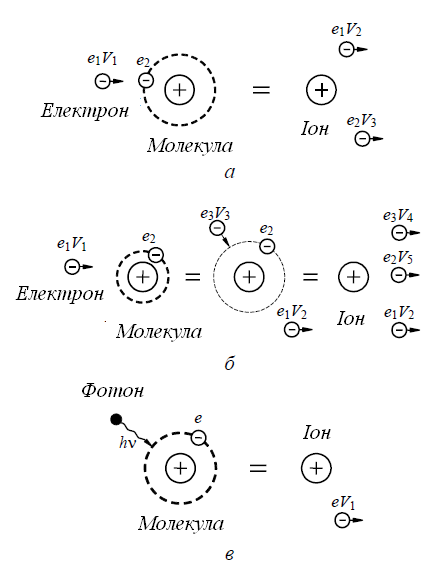 e₁V₁ e₂ e₁V₂
− − + = + −
Електрон Іон e₂V₃
Молекула −
а
e₃V₃ e₂ e₃V₄
e₁V₁ e₂ − − −
− − + = + = + e₂V₅ −
Електрон e₁V₂ Іон e₁V₂
Молекула − −
б
Фотон
hν e Іон
− + = +
Молекула eV₁
−
в